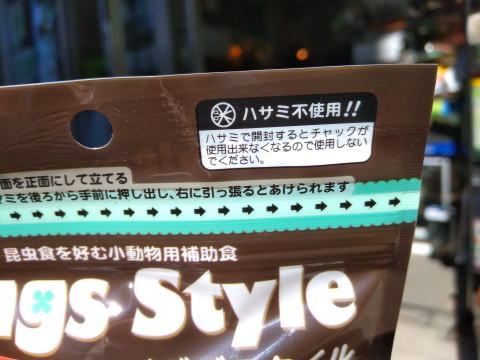 ハサミ不使用!!
ハサミで開封するとチャックが
使用出来なくなるので使用しない
でください。
面を正面にして立てる
マミを後ろから手前に押し出し、右に引っ張るとあけられます
昆虫食を好む小動物用補助食
ugs Style